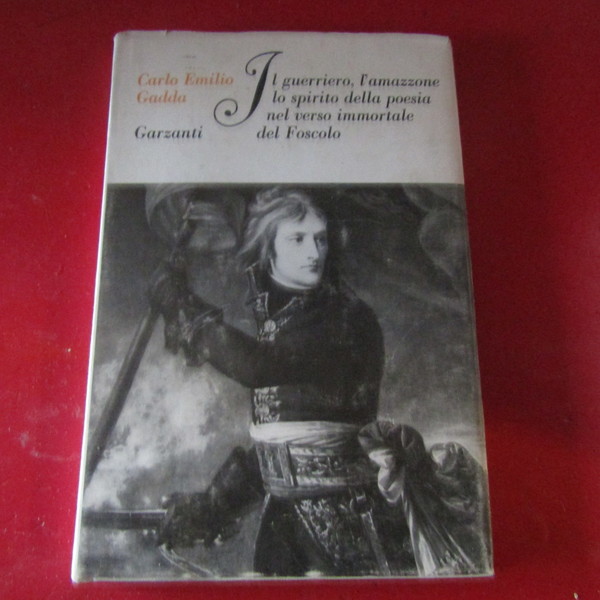 Carlo Emilio
Gadda
Garzanti
Il guerriero, l'amazzone
lo spirito della poesia
nel verso immortale
del Foscolo